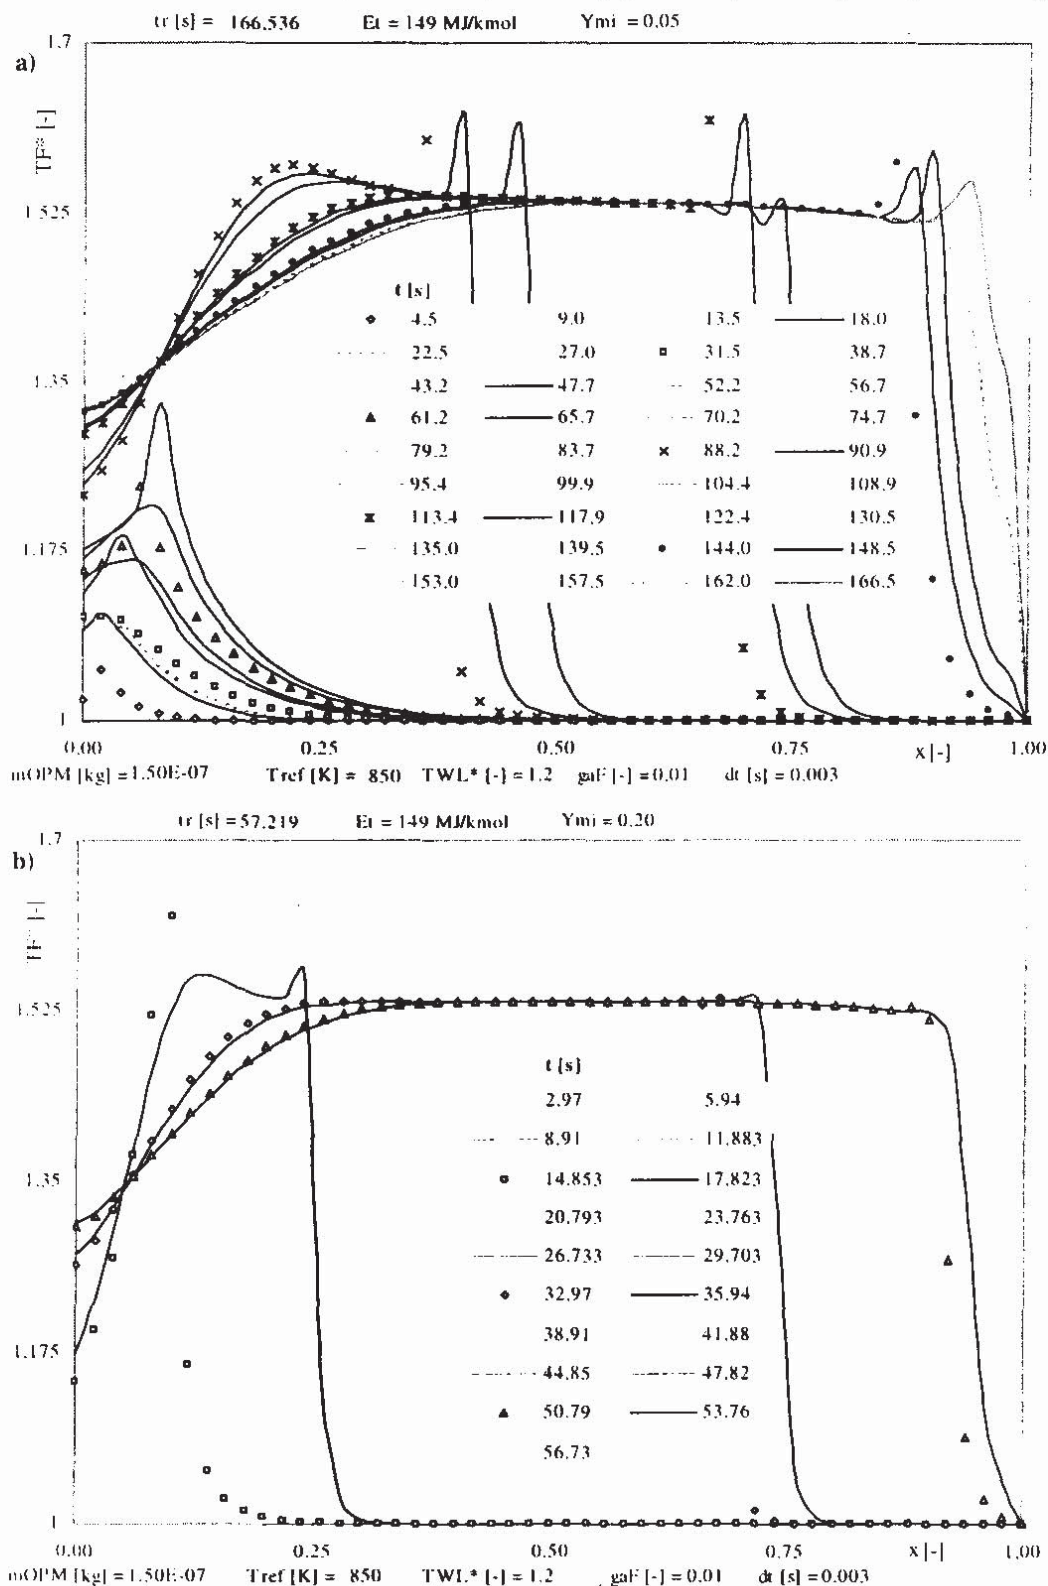 tr [s] = 166.536 Et = 149 MJ/kmol Ymi = 0.05
a)
TF* [-]
1.7
1.525
1.35
1.175
1
t [s]
4.5 9.0 13.5 18.0
22.5 27.0 31.5 38.7
43.2 47.7 52.2 56.7
61.2 65.7 70.2 74.7
79.2 83.7 88.2 90.9
95.4 99.9 104.4 108.9
113.4 117.9 122.4 130.5
135.0 139.5 144.0 148.5
153.0 157.5 162.0 166.5
0.00 0.25 0.50 0.75 x [-] 1.00
mOPM [kg] = 1.50E-07 Tref [K] = 850 TWL* [-] = 1.2 gaF [-] = 0.01 dt [s] = 0.003
tr [s] = 57.219 Et = 149 MJ/kmol Ymi = 0.20
b)
1.7
1.525
1.35
1.175
1
t [s]
2.97 5.94
8.91 11.883
14.853 17.823
20.793 23.763
26.733 29.703
32.97 35.94
38.91 41.88
44.85 47.82
50.79 53.76
56.73
0.00 0.25 0.50 0.75 x [-] 1.00
mOPM [kg] = 1.50E-07 Tref [K] = 850 TWL* [-] = 1.2 gaF [-] = 0.01 dt [s] = 0.003